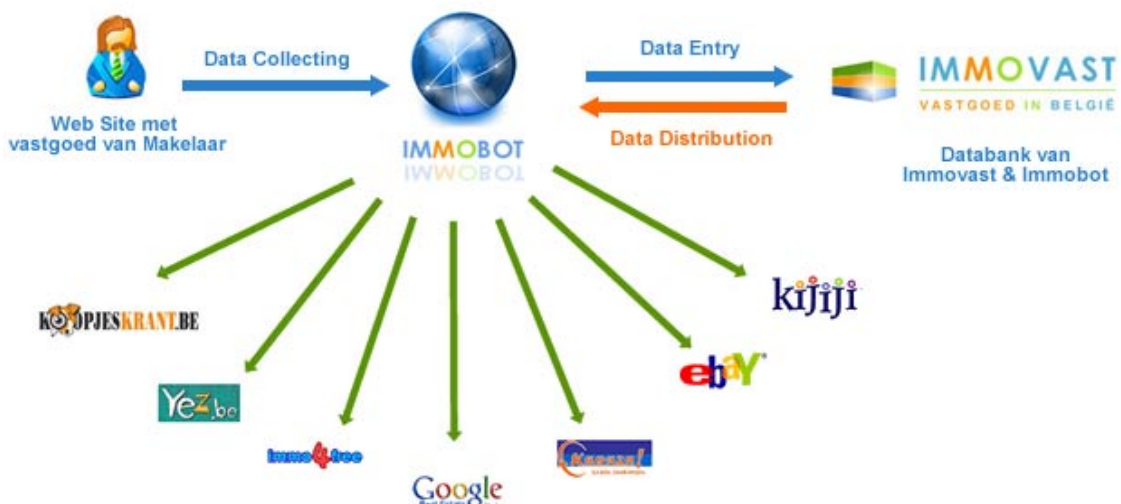 Data Collecting
Data Entry
Data Distribution
Web Site met
vastgoed van Makelaar
IMMOBOT
IMMOVAST
VASTGOED IN BELGIË
Databank van
Immovast & Immobot
KOOPJESKRANT.BE
Yez.be
immo4free
Google
Kapaza!
ebaY
kijiji